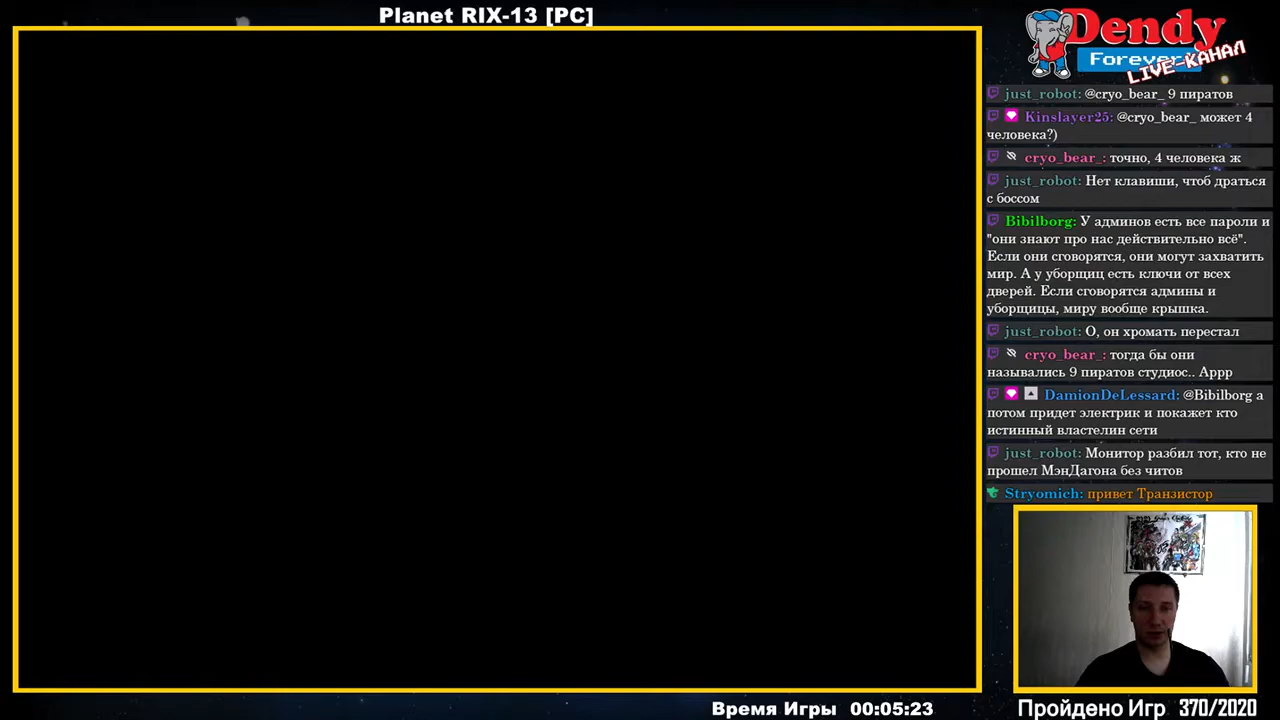 Planet RIX-13 [PC]
Dendy
Forever
LIVE-КАНАЛ
just_robot: @cryo_bear_ 9 пиратов
Kinslayer25: @cryo_bear_ может 4
человека?)
cryo_bear_: точно, 4 человека ж
just_robot: Нет клавиши, чтоб драться
с боссом
Bibilborg: У админов есть все пароли и
"они знают про нас действительно всё".
Если они сговорятся, они могут захватить
мир. А у уборщиц есть ключи от всех
дверей. Если сговорятся админы и
уборщицы, миру вообще крышка.
just_robot: О, он хромать перестал
cryo_bear_: тогда бы они
назывались 9 пиратов студиос.. Аррр
DamionDeLessard: @Bibilborg а
потом придет электрик и покажет кто
истинный властелин сети
just_robot: Монитор разбил тот, кто не
прошел МэнДагона без читов
Stryomich: привет Транзистор
Время Игры 00:05:23
Пройдено Игр 370/2020